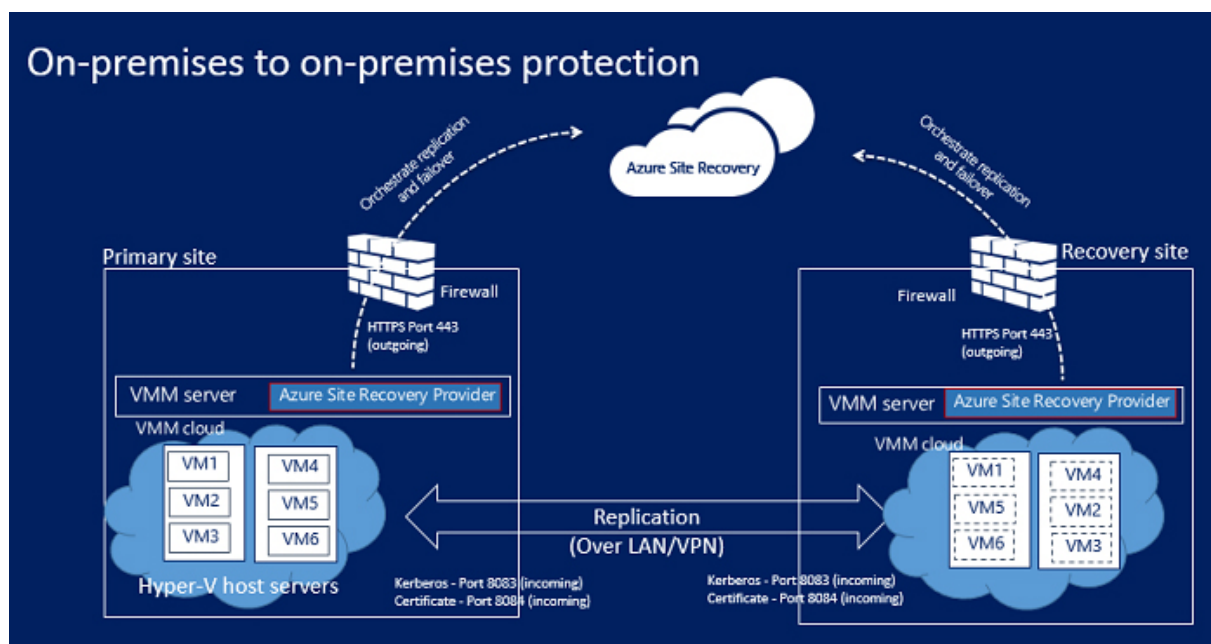 On-premises to on-premises protection
Orchestrate replication
and failover
Azure Site Recovery
Orchestrate replication
and failover
Primary site
Firewall
HTTPS Port 443
(outgoing)
VMM server
Azure Site Recovery Provider
VMM cloud
VM1
VM2
VM3
VM4
VM5
VM6
Hyper-V host servers
Replication
(Over LAN/VPN)
Kerberos - Port 8083 (incoming)
Certificate - Port 8084 (incoming)
Kerberos - Port 8083 (incoming)
Certificate - Port 8084 (incoming)
Recovery site
Firewall
HTTPS Port 443
(outgoing)
VMM server
Azure Site Recovery Provider
VMM cloud
VM1
VM5
VM6
VM4
VM2
VM3